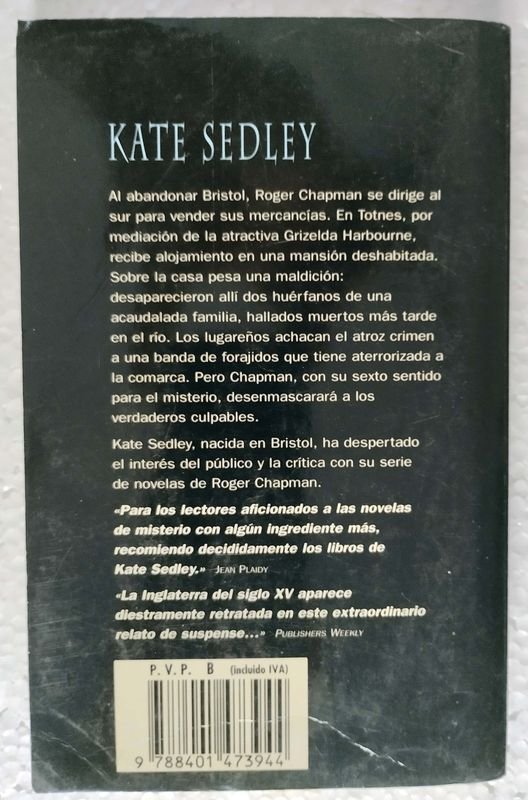 KATE SEDLEY
Al abandonar Bristol, Roger Chapman se dirige al
sur para vender sus mercancías. En Totnes, por
mediación de la atractiva Grizelda Harbourne,
recibe alojamiento en una mansión deshabitada.
Sobre la casa pesa una maldición:
desaparecieron allí dos huérfanos de una
acaudalada familia, hallados muertos más tarde
en el río. Los lugareños achacan el atroz crimen
a una banda de forajidos que tiene aterrorizada a
la comarca. Pero Chapman, con su sexto sentido
para el misterio, desenmascarará a los
verdaderos culpables.
Kate Sedley, nacida en Bristol, ha despertado
el interés del público y la crítica con su serie
de novelas de Roger Chapman.
«Para los lectores aficionados a las novelas
de misterio con algún ingrediente más,
recomiendo decididamente los libros de
Kate Sedley.» JEAN PLAIDY
«La Inglaterra del siglo XV aparece
diestramente retratada en este extraordinario
relato de suspense...» PUBLISHERS WEEKLY
P. V. P. B (incluido IVA)
9 788401 473944